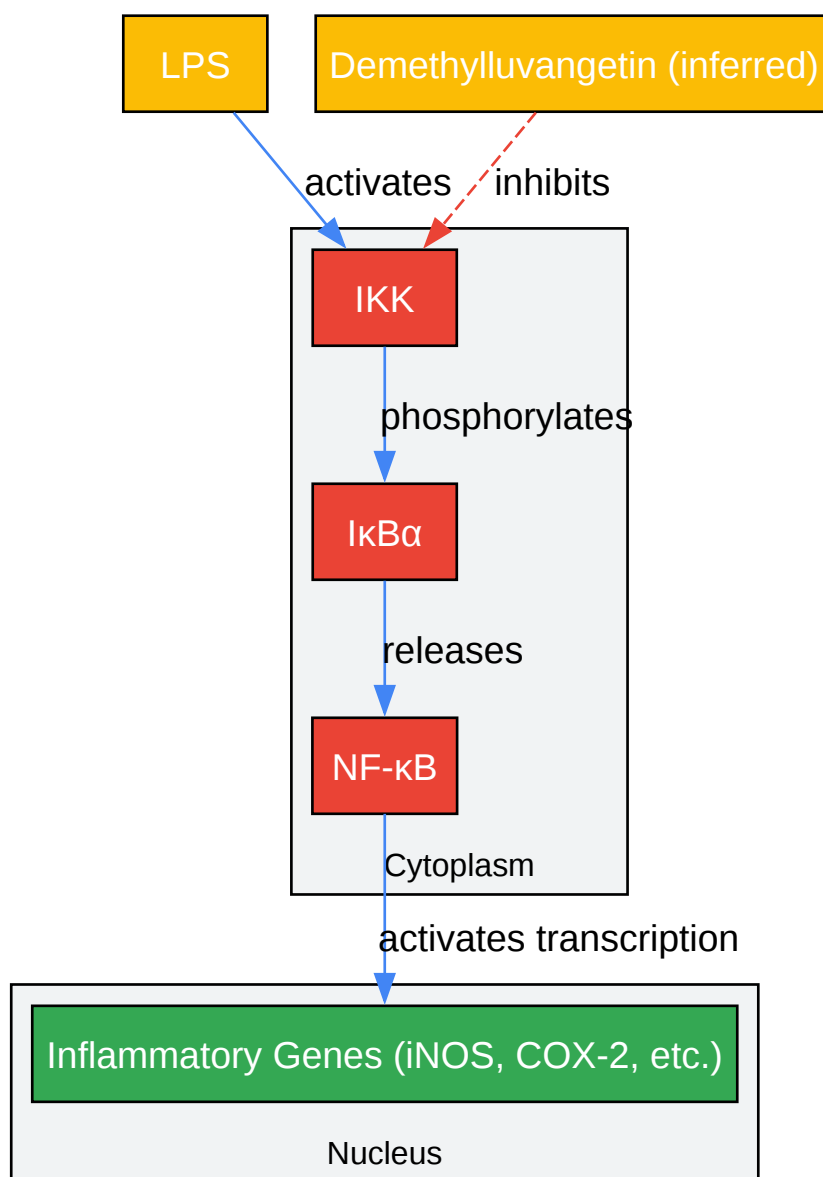 LPS
Demethylluvangetin (inferred)
activates
inhibits
IKK
phosphorylates
IκBα
releases
NF-κB
Cytoplasm
activates transcription
Inflammatory Genes (iNOS, COX-2, etc.)
Nucleus